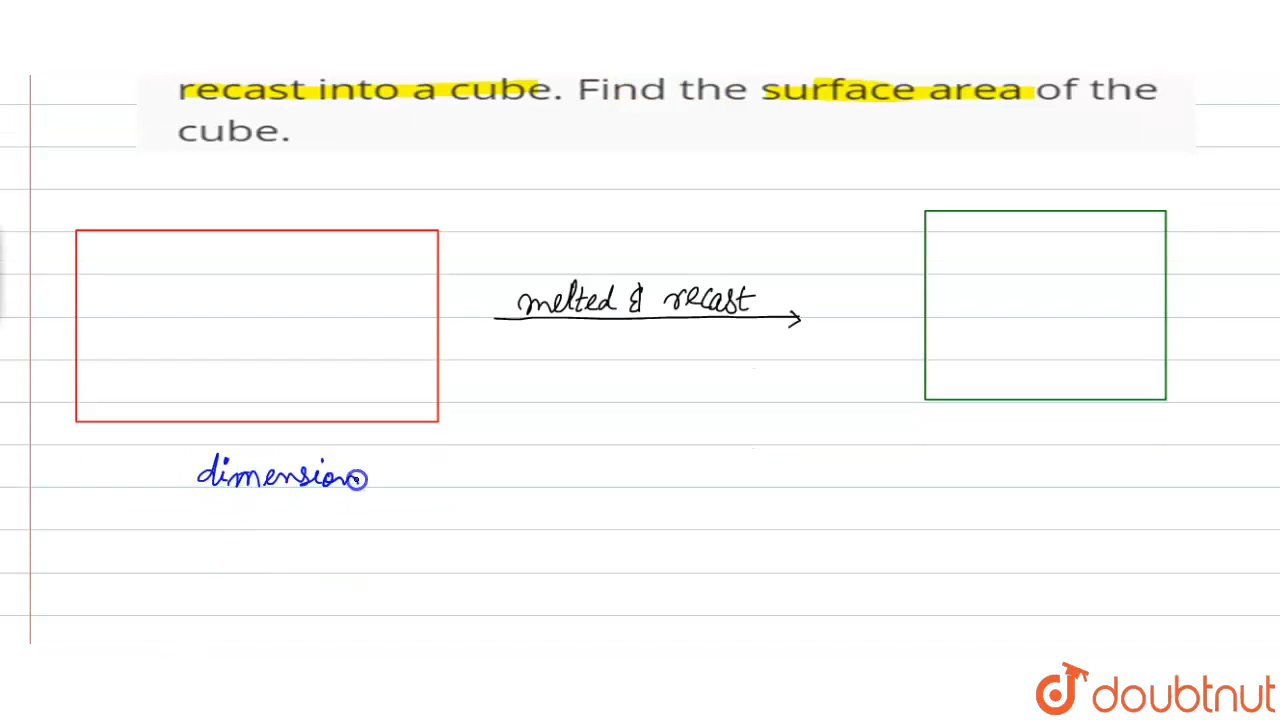 recast into a cube. Find the surface area of the
cube.
melted & recast
dimension
doubtnut